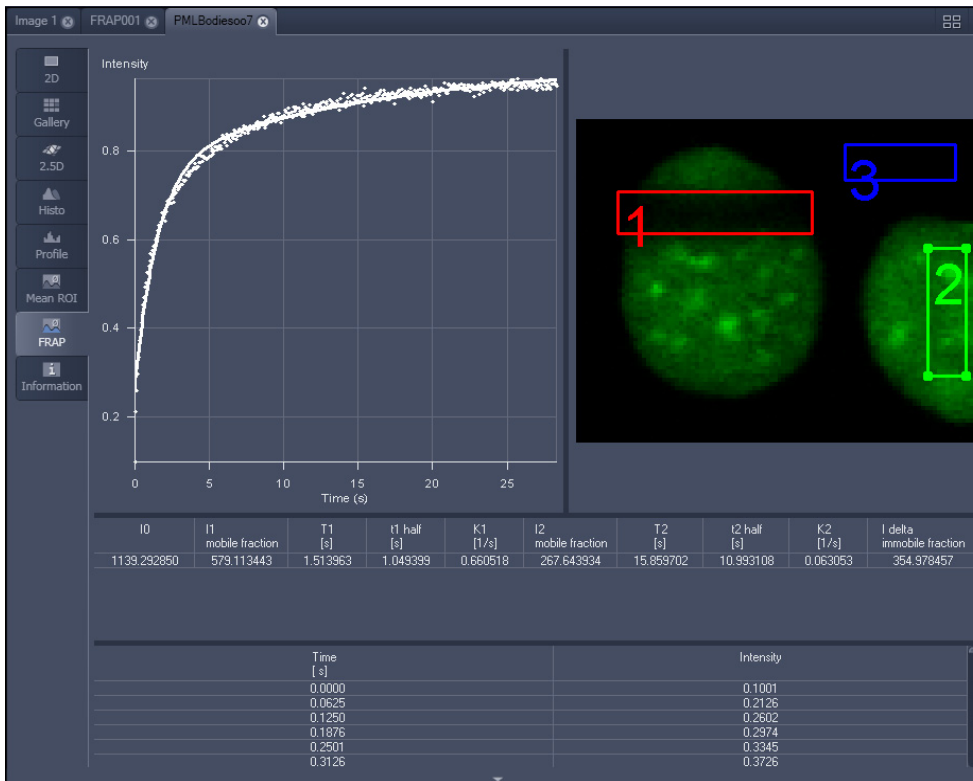 Image 1 FRAP001 PMLBodiesoo7
2D
Gallery
2.5D
Histo
Profile
Mean ROI
FRAP
Information
Intensity
0.8
0.6
0.4
0.2
0 5 10 15 20 25
Time (s)
1
2
3
I0 I1 T1 t1 half K1 I2 T2 t2 half K2 I delta
mobile fraction [s] [s] [1/s] mobile fraction [s] [s] [1/s] immobile fraction
1139.292850 579.113443 1.513963 1.049399 0.660518 267.643934 15.859702 10.993108 0.063053 354.978457
Time Intensity
[ s]
0.0000 0.1001
0.0625 0.2126
0.1250 0.2602
0.1876 0.2974
0.2501 0.3345
0.3126 0.3726